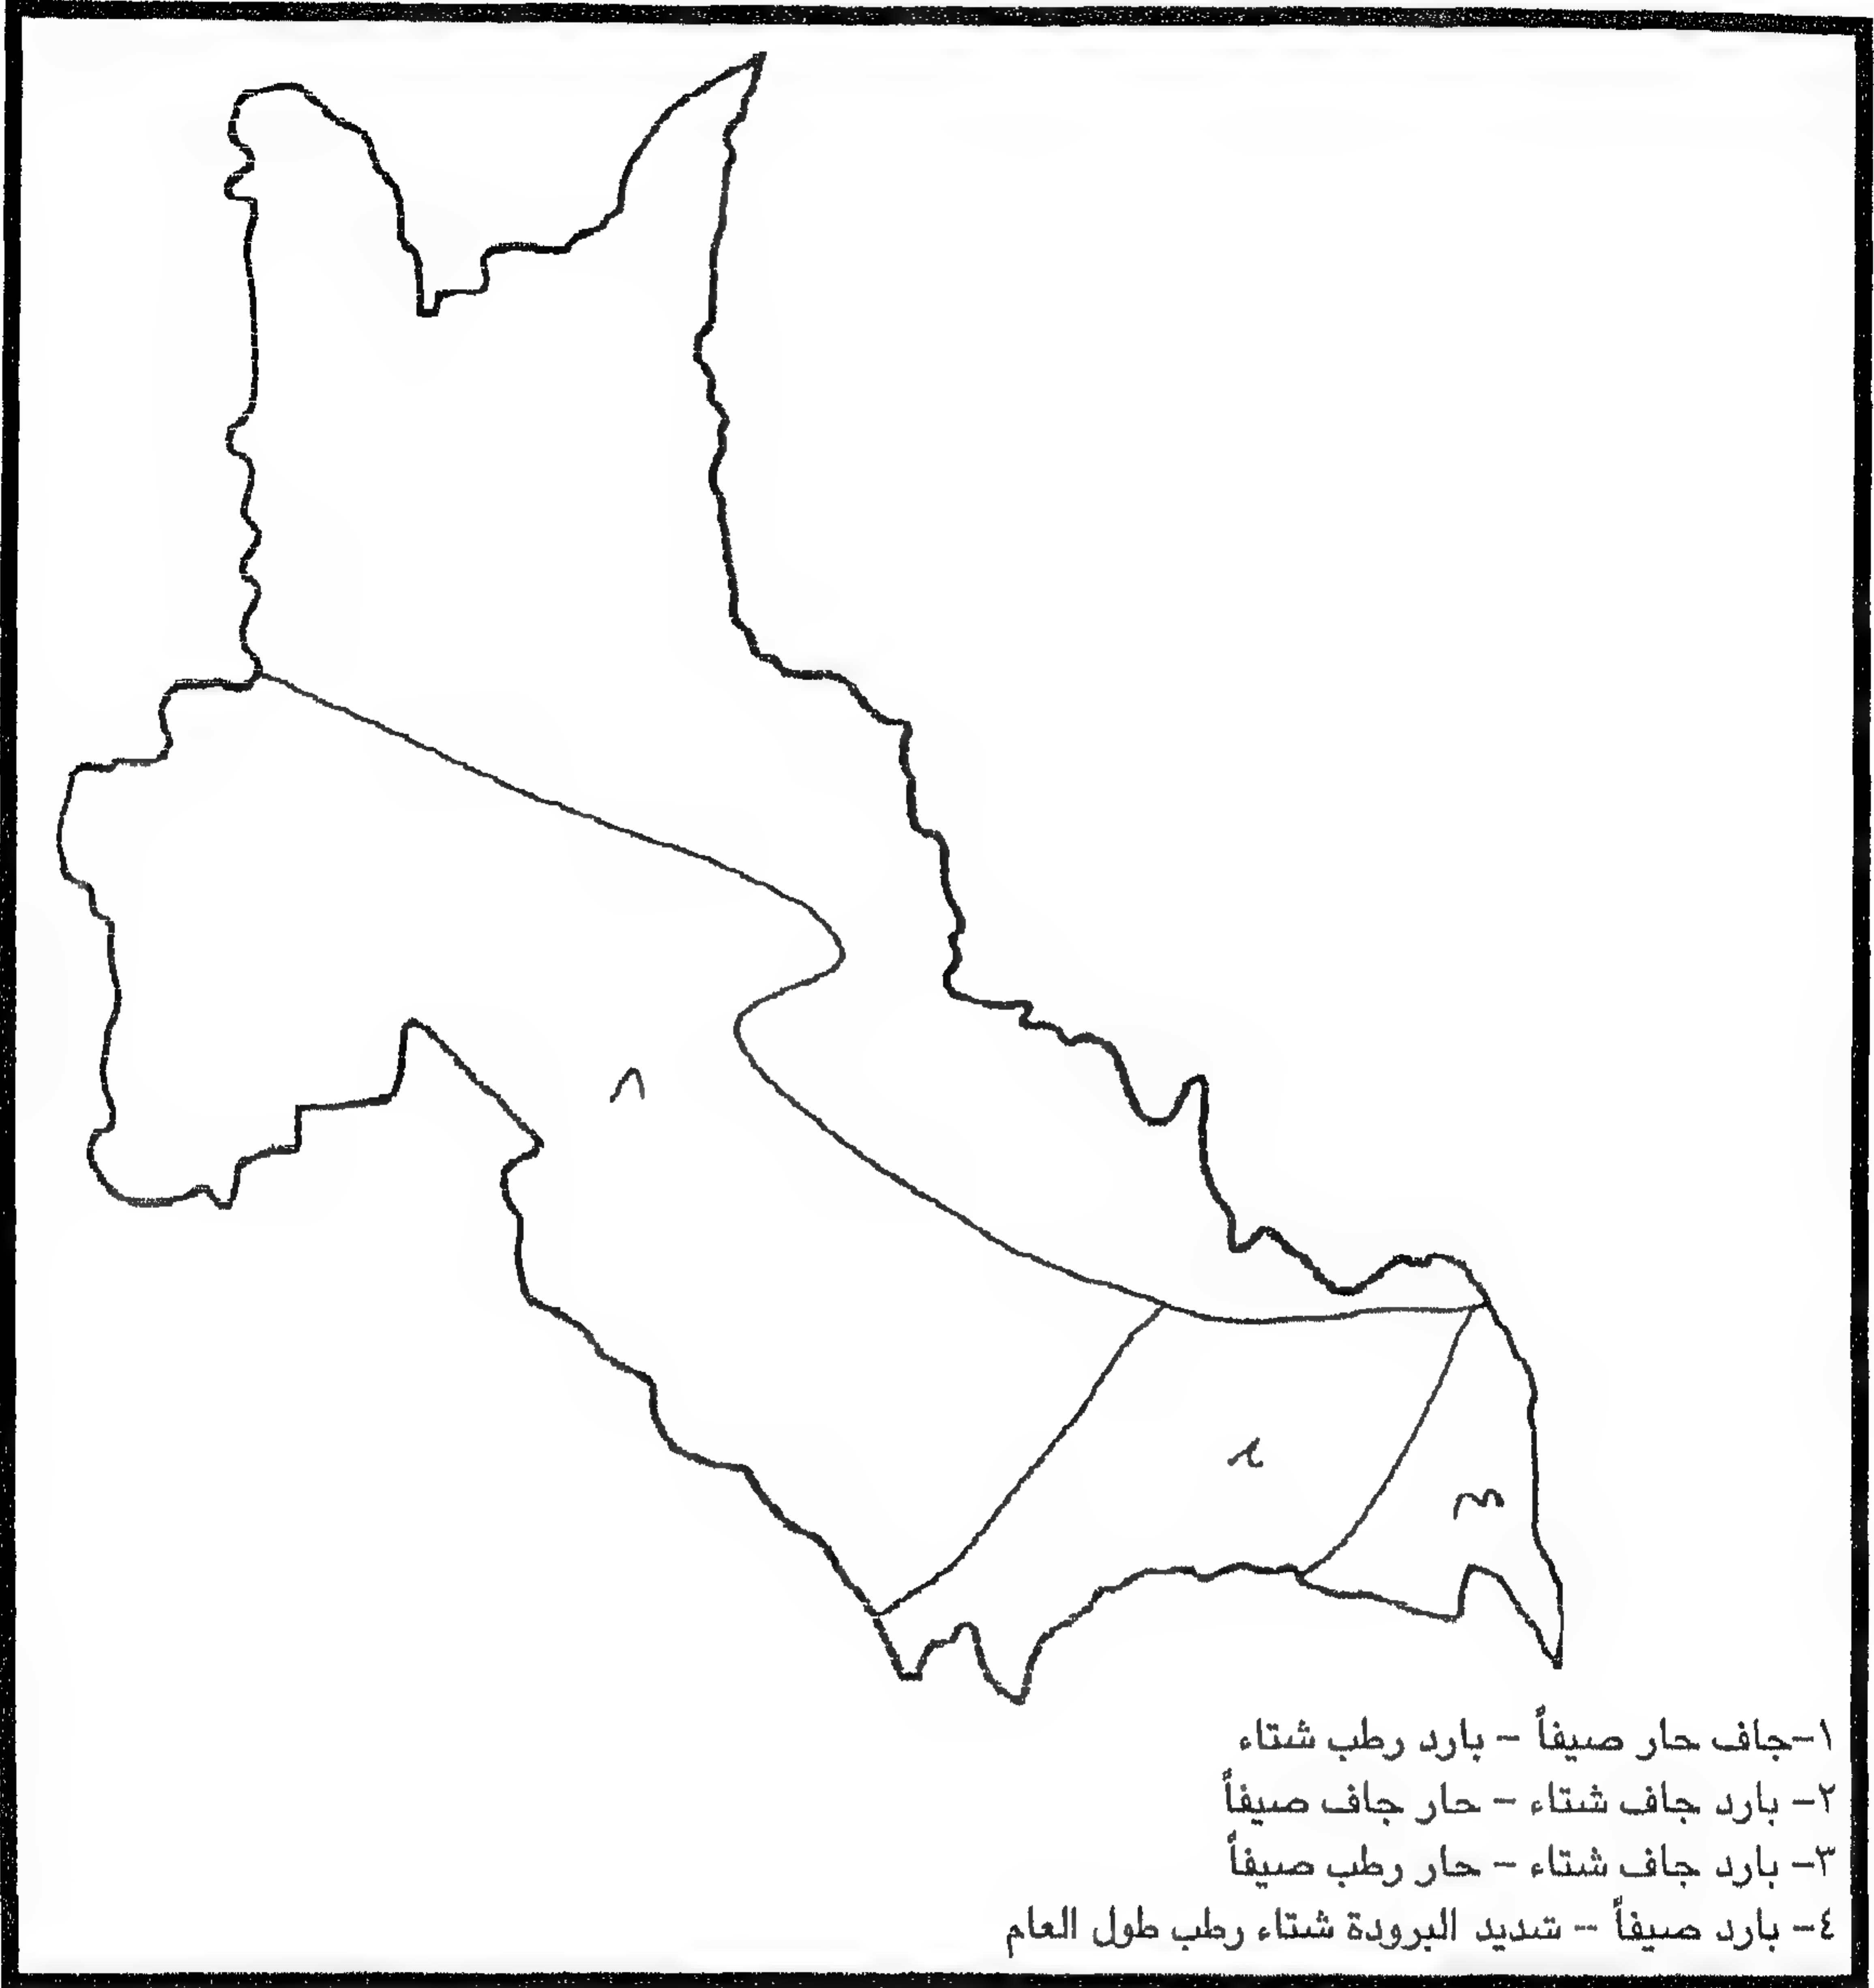 ١-جاف حار صيفاً - بارد رطب شتاء
٢- بارد جاف شتاء - حار جاف صيفاً
٣- بارد جاف شتاء - حار رطب صيفاً
٤- بارد صيفاً -- شديد البرودة شتاء رطب طول العام